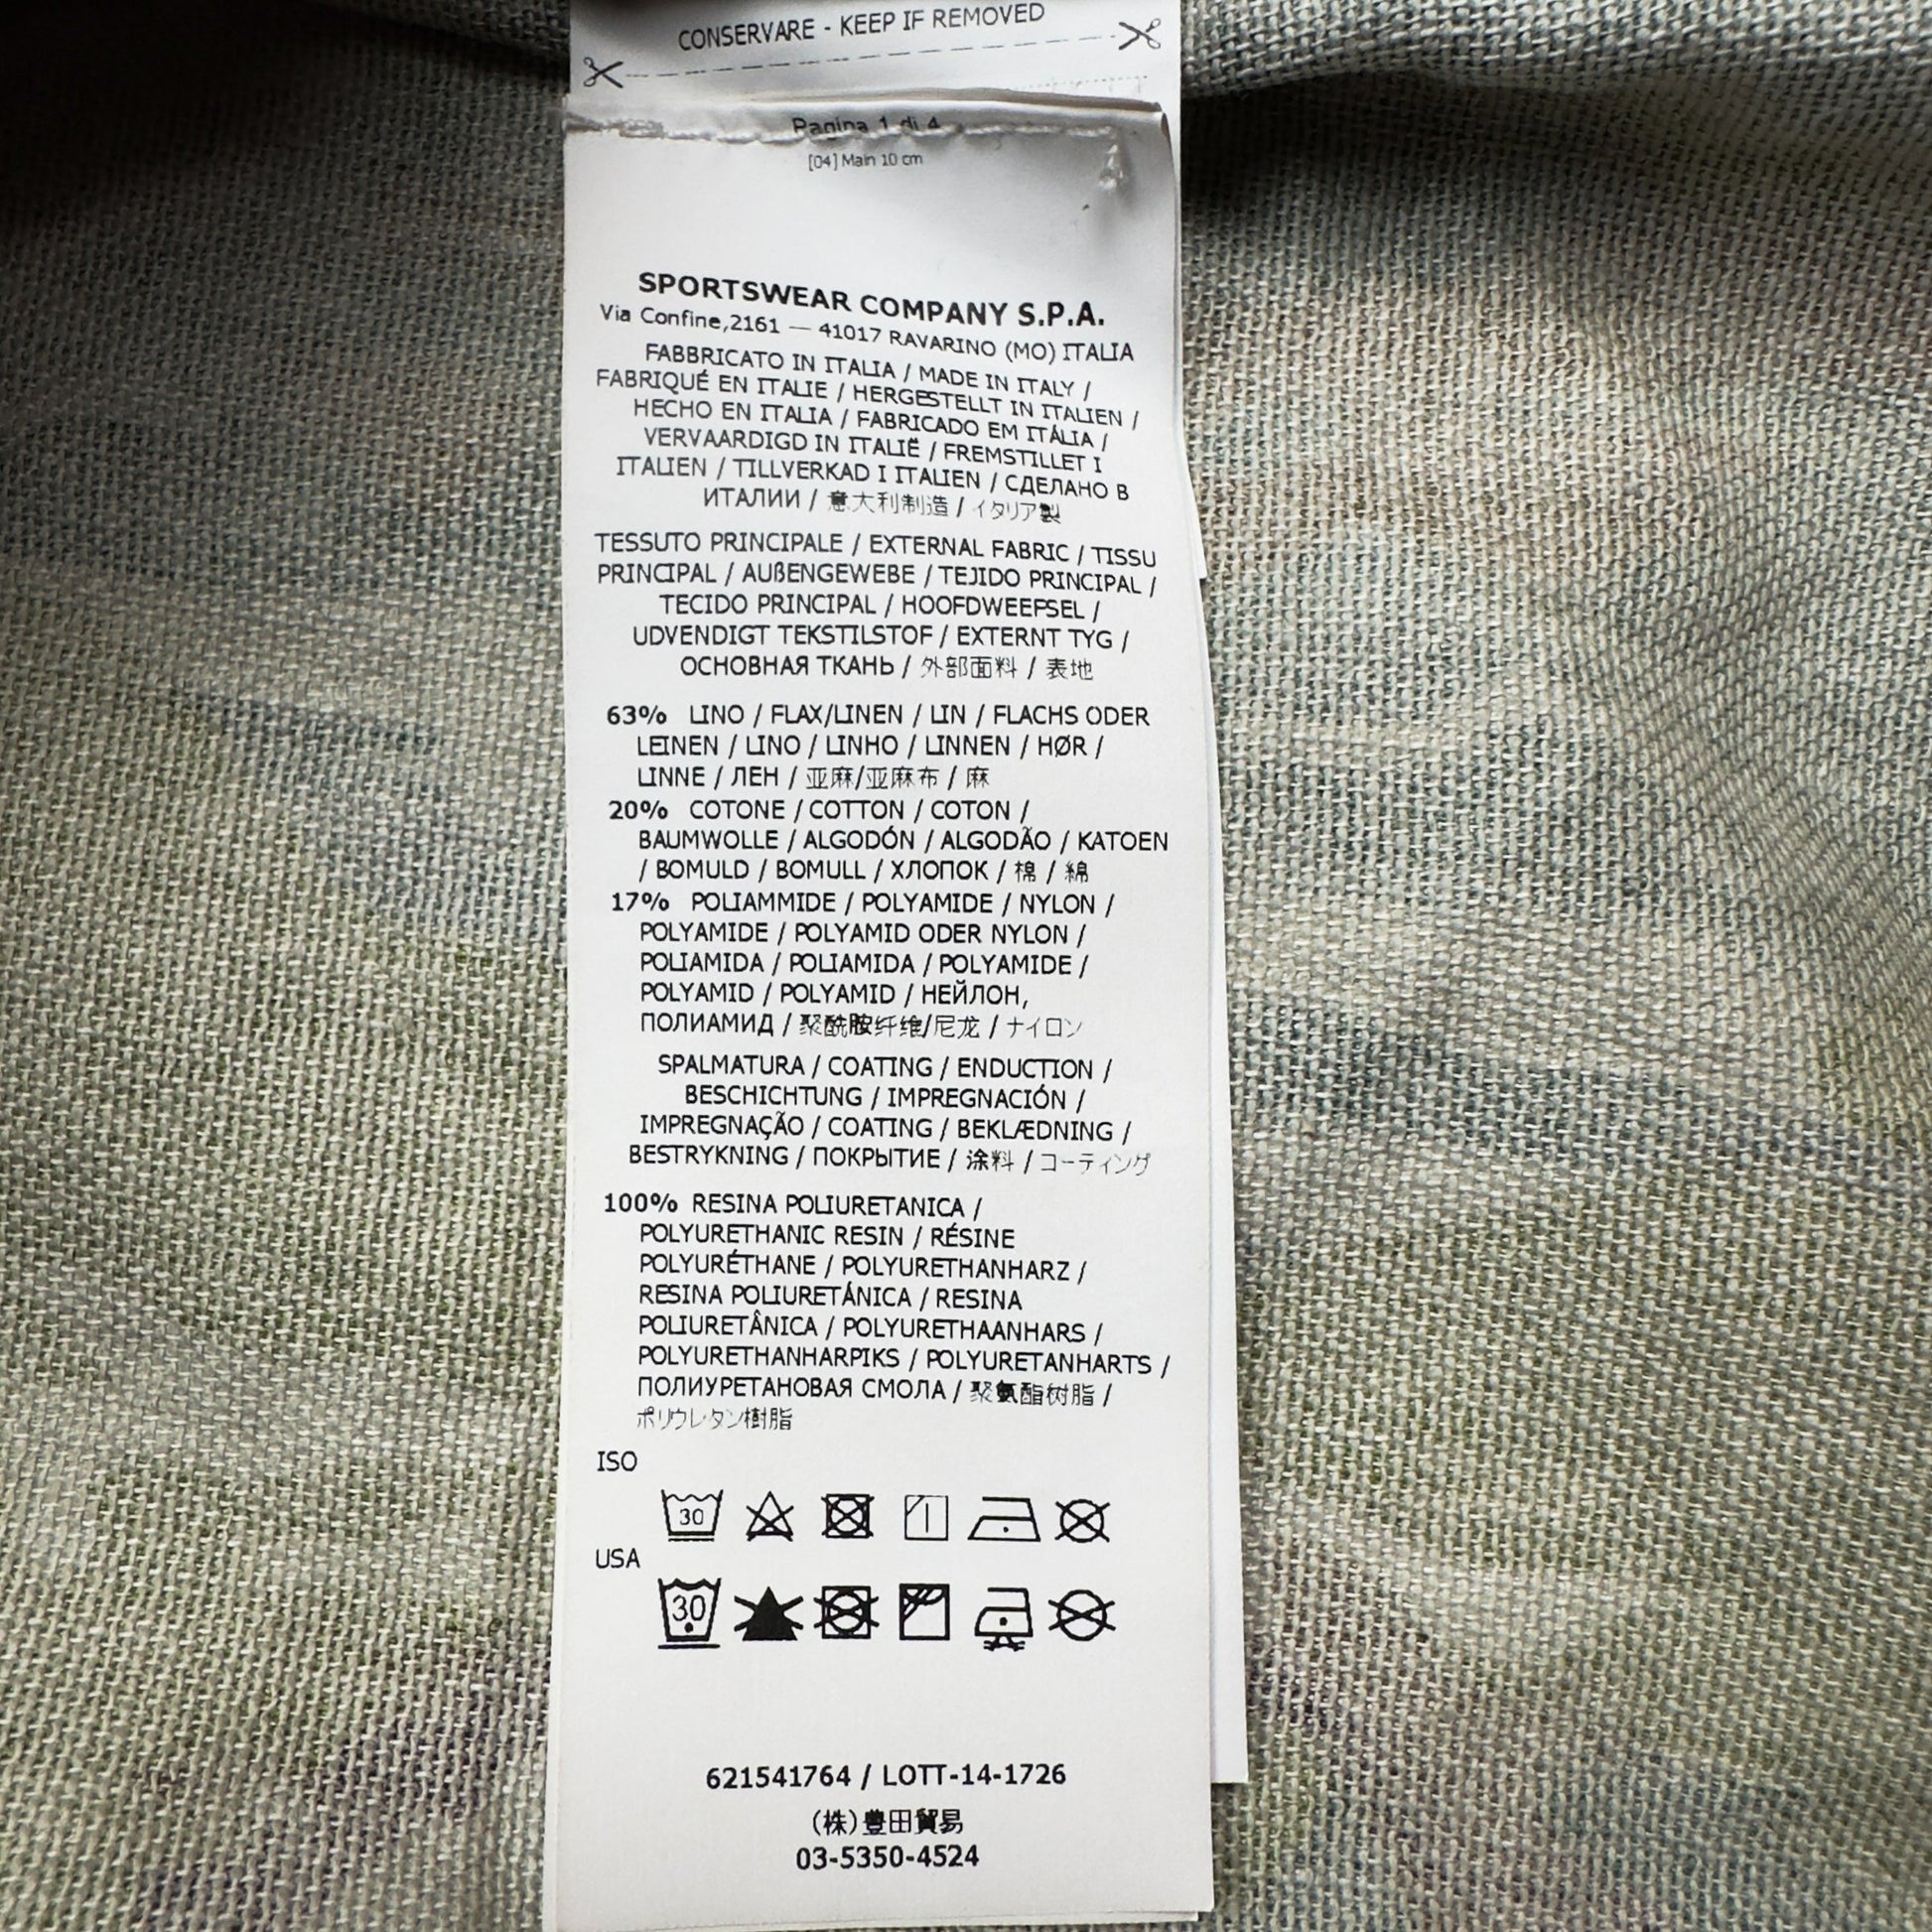 CONSERVARE - KEEP IF REMOVED
Pagina 1 di 4
[04] Main 10 cm
SPORTSWEAR COMPANY S.P.A.
Via Confine,2161 — 41017 RAVARINO (MO) ITALIA
FABBRICATO IN ITALIA / MADE IN ITALY /
FABRIQUÉ EN ITALIE / HERGESTELLT IN ITALIEN /
HECHO EN ITALIA / FABRICADO EM ITÁLIA /
VERVAARDIGD IN ITALIË / FREMSTILLET I
ITALIEN / TILLVERKAD I ITALIEN / СДЕЛАНО В
ИТАЛИИ / 意大利制造 / イタリア製
TESSUTO PRINCIPALE / EXTERNAL FABRIC / TISSU
PRINCIPAL / AUßENGEWEBE / TEJIDO PRINCIPAL /
TECIDO PRINCIPAL / HOOFDWEEFSEL /
UDVENDIGT TEKSTILSTOF / EXTERNT TYG /
ОСНОВНАЯ ТКАНЬ / 外部面料 / 表地
63% LINO / FLAX/LINEN / LIN / FLACHS ODER
LEINEN / LINO / LINHO / LINNEN / HØR /
LINNE / ЛЕН / 亚麻/亚麻布 / 麻
20% COTONE / COTTON / COTON /
BAUMWOLLE / ALGODÓN / ALGODÃO / KATOEN
/ BOMULD / BOMULL / ХЛОПОК / 棉 / 綿
17% POLIAMMIDE / POLYAMIDE / NYLON /
POLYAMIDE / POLYAMID ODER NYLON /
POLIAMIDA / POLIAMIDA / POLYAMIDE /
POLYAMID / POLYAMID / НЕЙЛОН,
ПОЛИАМИД / 聚酰胺纤维/尼龙 / ナイロン
SPALMATURA / COATING / ENDUCTION /
BESCHICHTUNG / IMPREGNACIÓN /
IMPREGNAÇÃO / COATING / BEKLÆDNING /
BESTRYKNING / ПОКРЫТИЕ / 涂料 / コーティング
100% RESINA POLIURETANICA /
POLYURETHANIC RESIN / RÉSINE
POLYURÉTHANE / POLYURETHANHARZ /
RESINA POLIURETÁNICA / RESINA
POLIURETÂNICA / POLYURETHAANHARS /
POLYURETHANHARPIKS / POLYURETANHARTS /
ПОЛИУРЕТАНОВАЯ СМОЛА / 聚氨酯树脂 /
ポリウレタン樹脂
ISO
30
USA
30
621541764 / LOTT-14-1726
(株)豊田貿易
03-5350-4524